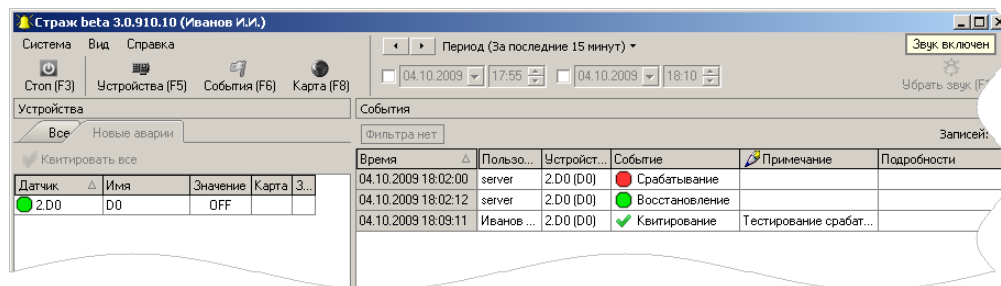 Страж beta 3.0.910.10 (Иванов И.И.)
Система Вид Справка
Период (За последние 15 минут)
Звук включен
04.10.2009 17:55 04.10.2009 18:10
Стоп (F3) Устройства (F5) События (F6) Карта (F8)
Убрать звук
Устройства
События
Все Новые аварии
Фильтра нет
Записей:
Квитировать все
Время Пользо... Устройст... Событие Примечание Подробности
04.10.2009 18:02:00 server 2.D0 (D0) Срабатывание
Датчик Имя Значение Карта З...
04.10.2009 18:02:12 server 2.D0 (D0) Восстановление
2.D0 D0 OFF
04.10.2009 18:09:11 Иванов ... 2.D0 (D0) Квитирование Тестирование срабат...